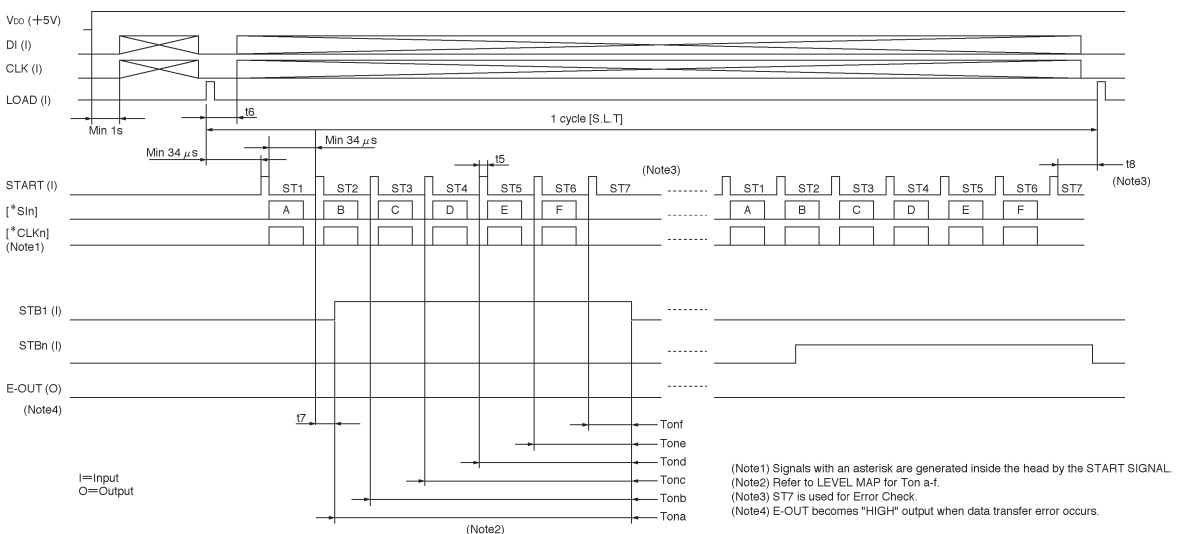 VDD (+5V)
DI (I)
CLK (I)
LOAD (I)
t6
1 cycle [S.L.T]
Min 1s
Min 34 μs
Min 34 μs
t5
(Note3)
t8
(Note3)
START (I)
ST1 ST2 ST3 ST4 ST5 ST6 ST7
ST1 ST2 ST3 ST4 ST5 ST6 ST7
[*SIn]
A B C D E F
A B C D E F
[*CLKn]
(Note1)
STB1 (I)
STBn (I)
E-OUT (O)
(Note4)
t7
Tonf
Tone
Tond
Tonc
Tonb
Tona
(Note2)
I=Input
O=Output
(Note1) Signals with an asterisk are generated inside the head by the START SIGNAL.
(Note2) Refer to LEVEL MAP for Ton a-f.
(Note3) ST7 is used for Error Check.
(Note4) E-OUT becomes "HIGH" output when data transfer error occurs.